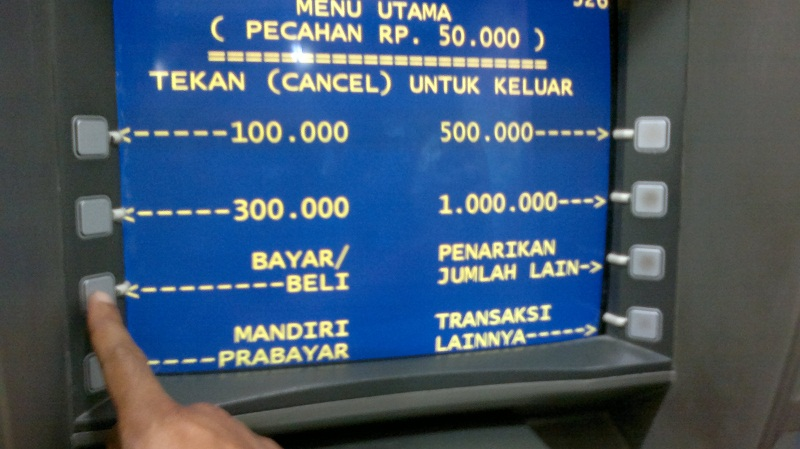 MENU UTAMA
( PECAHAN RP. 50.000 )
=======================
TEKAN (CANCEL) UNTUK KELUAR
<-----100.000 500.000----->
<-----300.000 1.000.000--->
BAYAR/ PENARIKAN
<--------BELI JUMLAH LAIN->
MANDIRI TRANSAKSI
----PRABAYAR LAINNYA----->